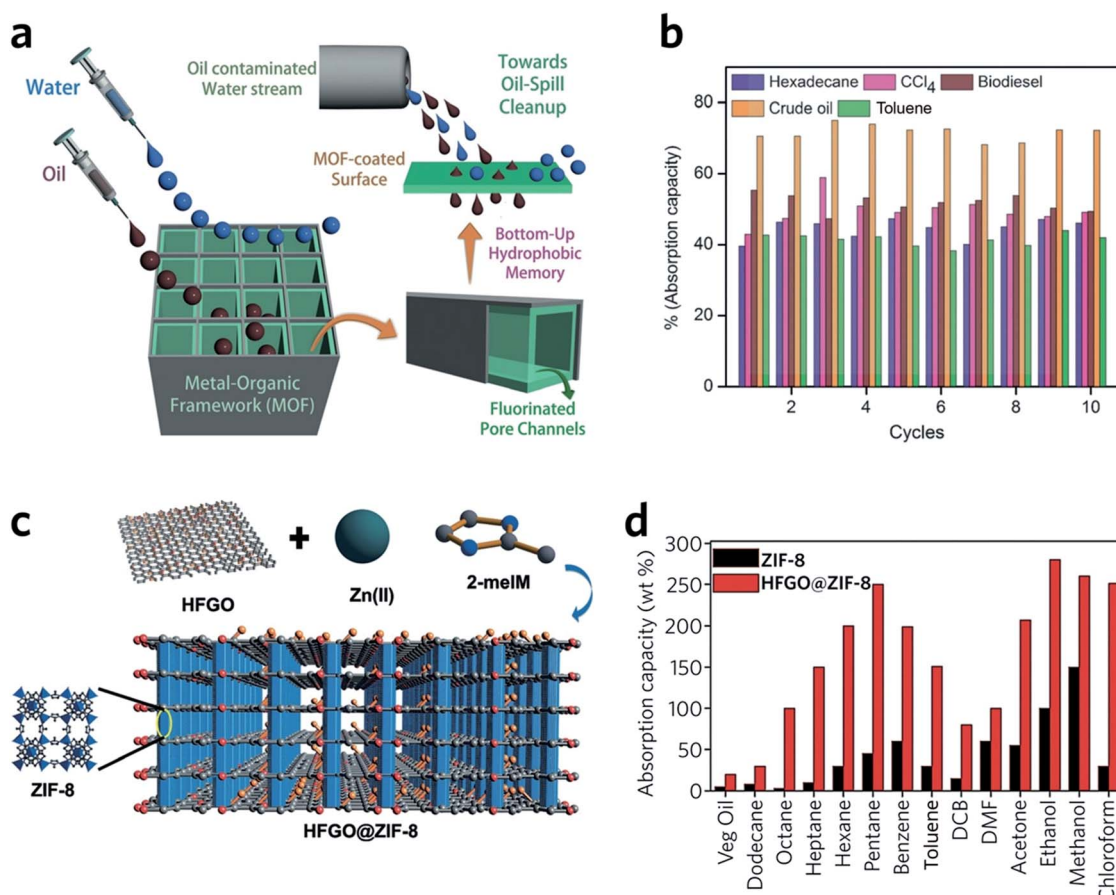 a
Water
Oil
Oil contaminated
Water stream
Towards
Oil-Spill
Cleanup
MOF-coated
Surface
Bottom-Up
Hydrophobic
Memory
Metal-Organic
Framework (MOF)
Fluorinated
Pore Channels
b
Hexadecane CCl4 Biodiesel
Crude oil Toluene
% (Absorption capacity)
80
60
40
20
0
2 4 6 8 10
Cycles
c
HFGO
+
Zn(II)
2-meIM
ZIF-8
HFGO@ZIF-8
d
ZIF-8
HFGO@ZIF-8
Absorption capacity (wt %)
300
250
200
150
100
50
0
Veg Oil
Dodecane
Octane
Heptane
Hexane
Pentane
Benzene
Toluene
DCB
DMF
Acetone
Ethanol
Methanol
Chloroform